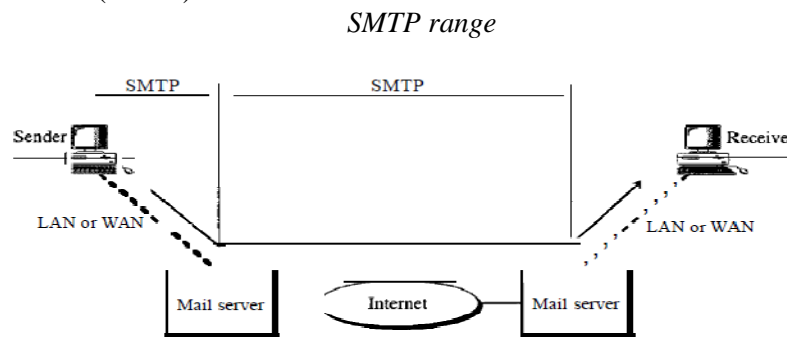 SMTP range
SMTP SMTP
Sender Receive
LAN or WAN LAN or WAN
Mail server Internet Mail server